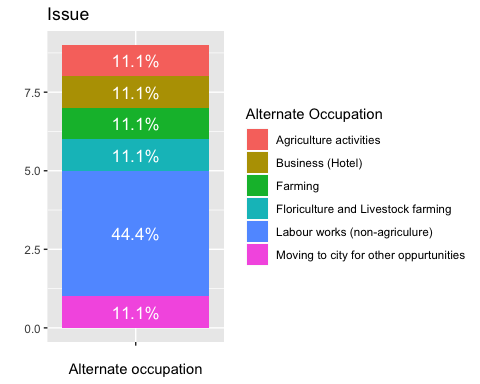 Issue
11.1%
11.1%
11.1%
11.1%
44.4%
11.1%
7.5
5.0
2.5
0.0
Alternate occupation
Alternate Occupation
Agriculture activities
Business (Hotel)
Farming
Floriculture and Livestock farming
Labour works (non-agriculure)
Moving to city for other oppurtunities